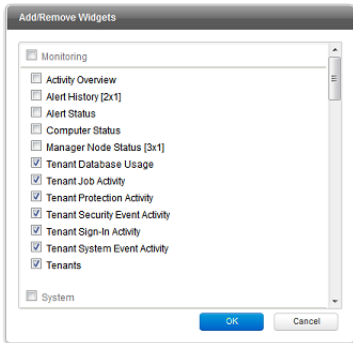 Add/Remove Widgets
Monitoring
Activity Overview
Alert History [2x1]
Alert Status
Computer Status
Manager Node Status [3x1]
Tenant Database Usage
Tenant Job Activity
Tenant Protection Activity
Tenant Security Event Activity
Tenant Sign-In Activity
Tenant System Event Activity
Tenants
System
OK Cancel